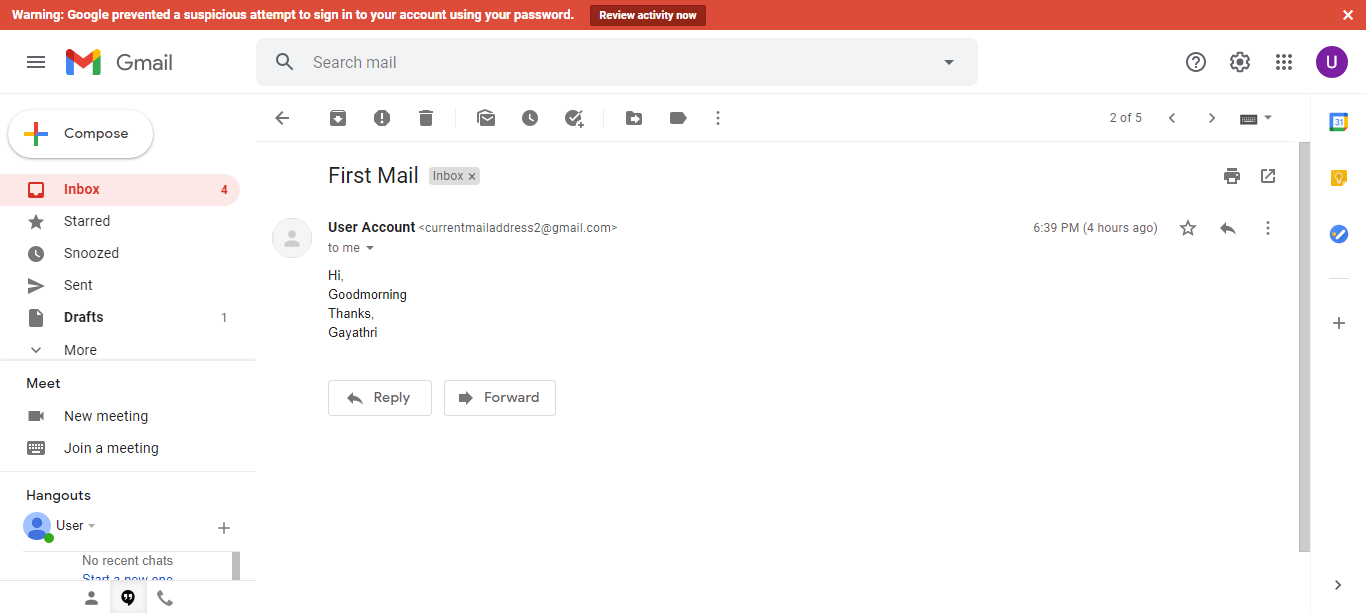 Warning: Google prevented a suspicious attempt to sign in to your account using your password. Review activity now
Gmail
Search mail
U
Compose
2 of 5
31
First Mail Inbox
Inbox 4
Starred
Snoozed
Sent
Drafts 1
More
User Account <currentmailaddress2@gmail.com> 6:39 PM (4 hours ago)
to me
Hi,
Goodmorning
Thanks,
Gayathri
Reply Forward
Meet
New meeting
Join a meeting
Hangouts
User
No recent chats
Start a new one